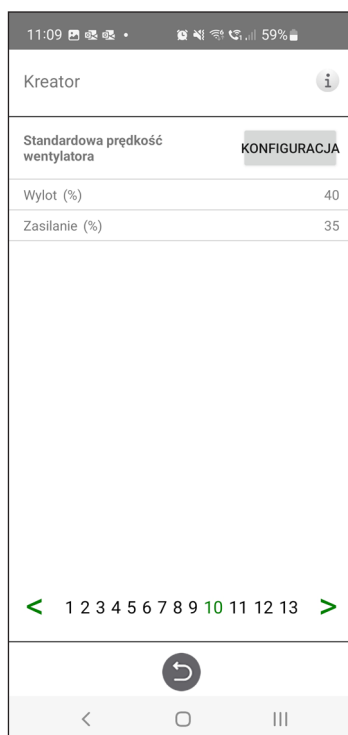 11:09 59%
Kreator i
Standardowa prędkość
wentylatora
KONFIGURACJA
Wylot (%) 40
Zasilanie (%) 35
< 1 2 3 4 5 6 7 8 9 10 11 12 13 >